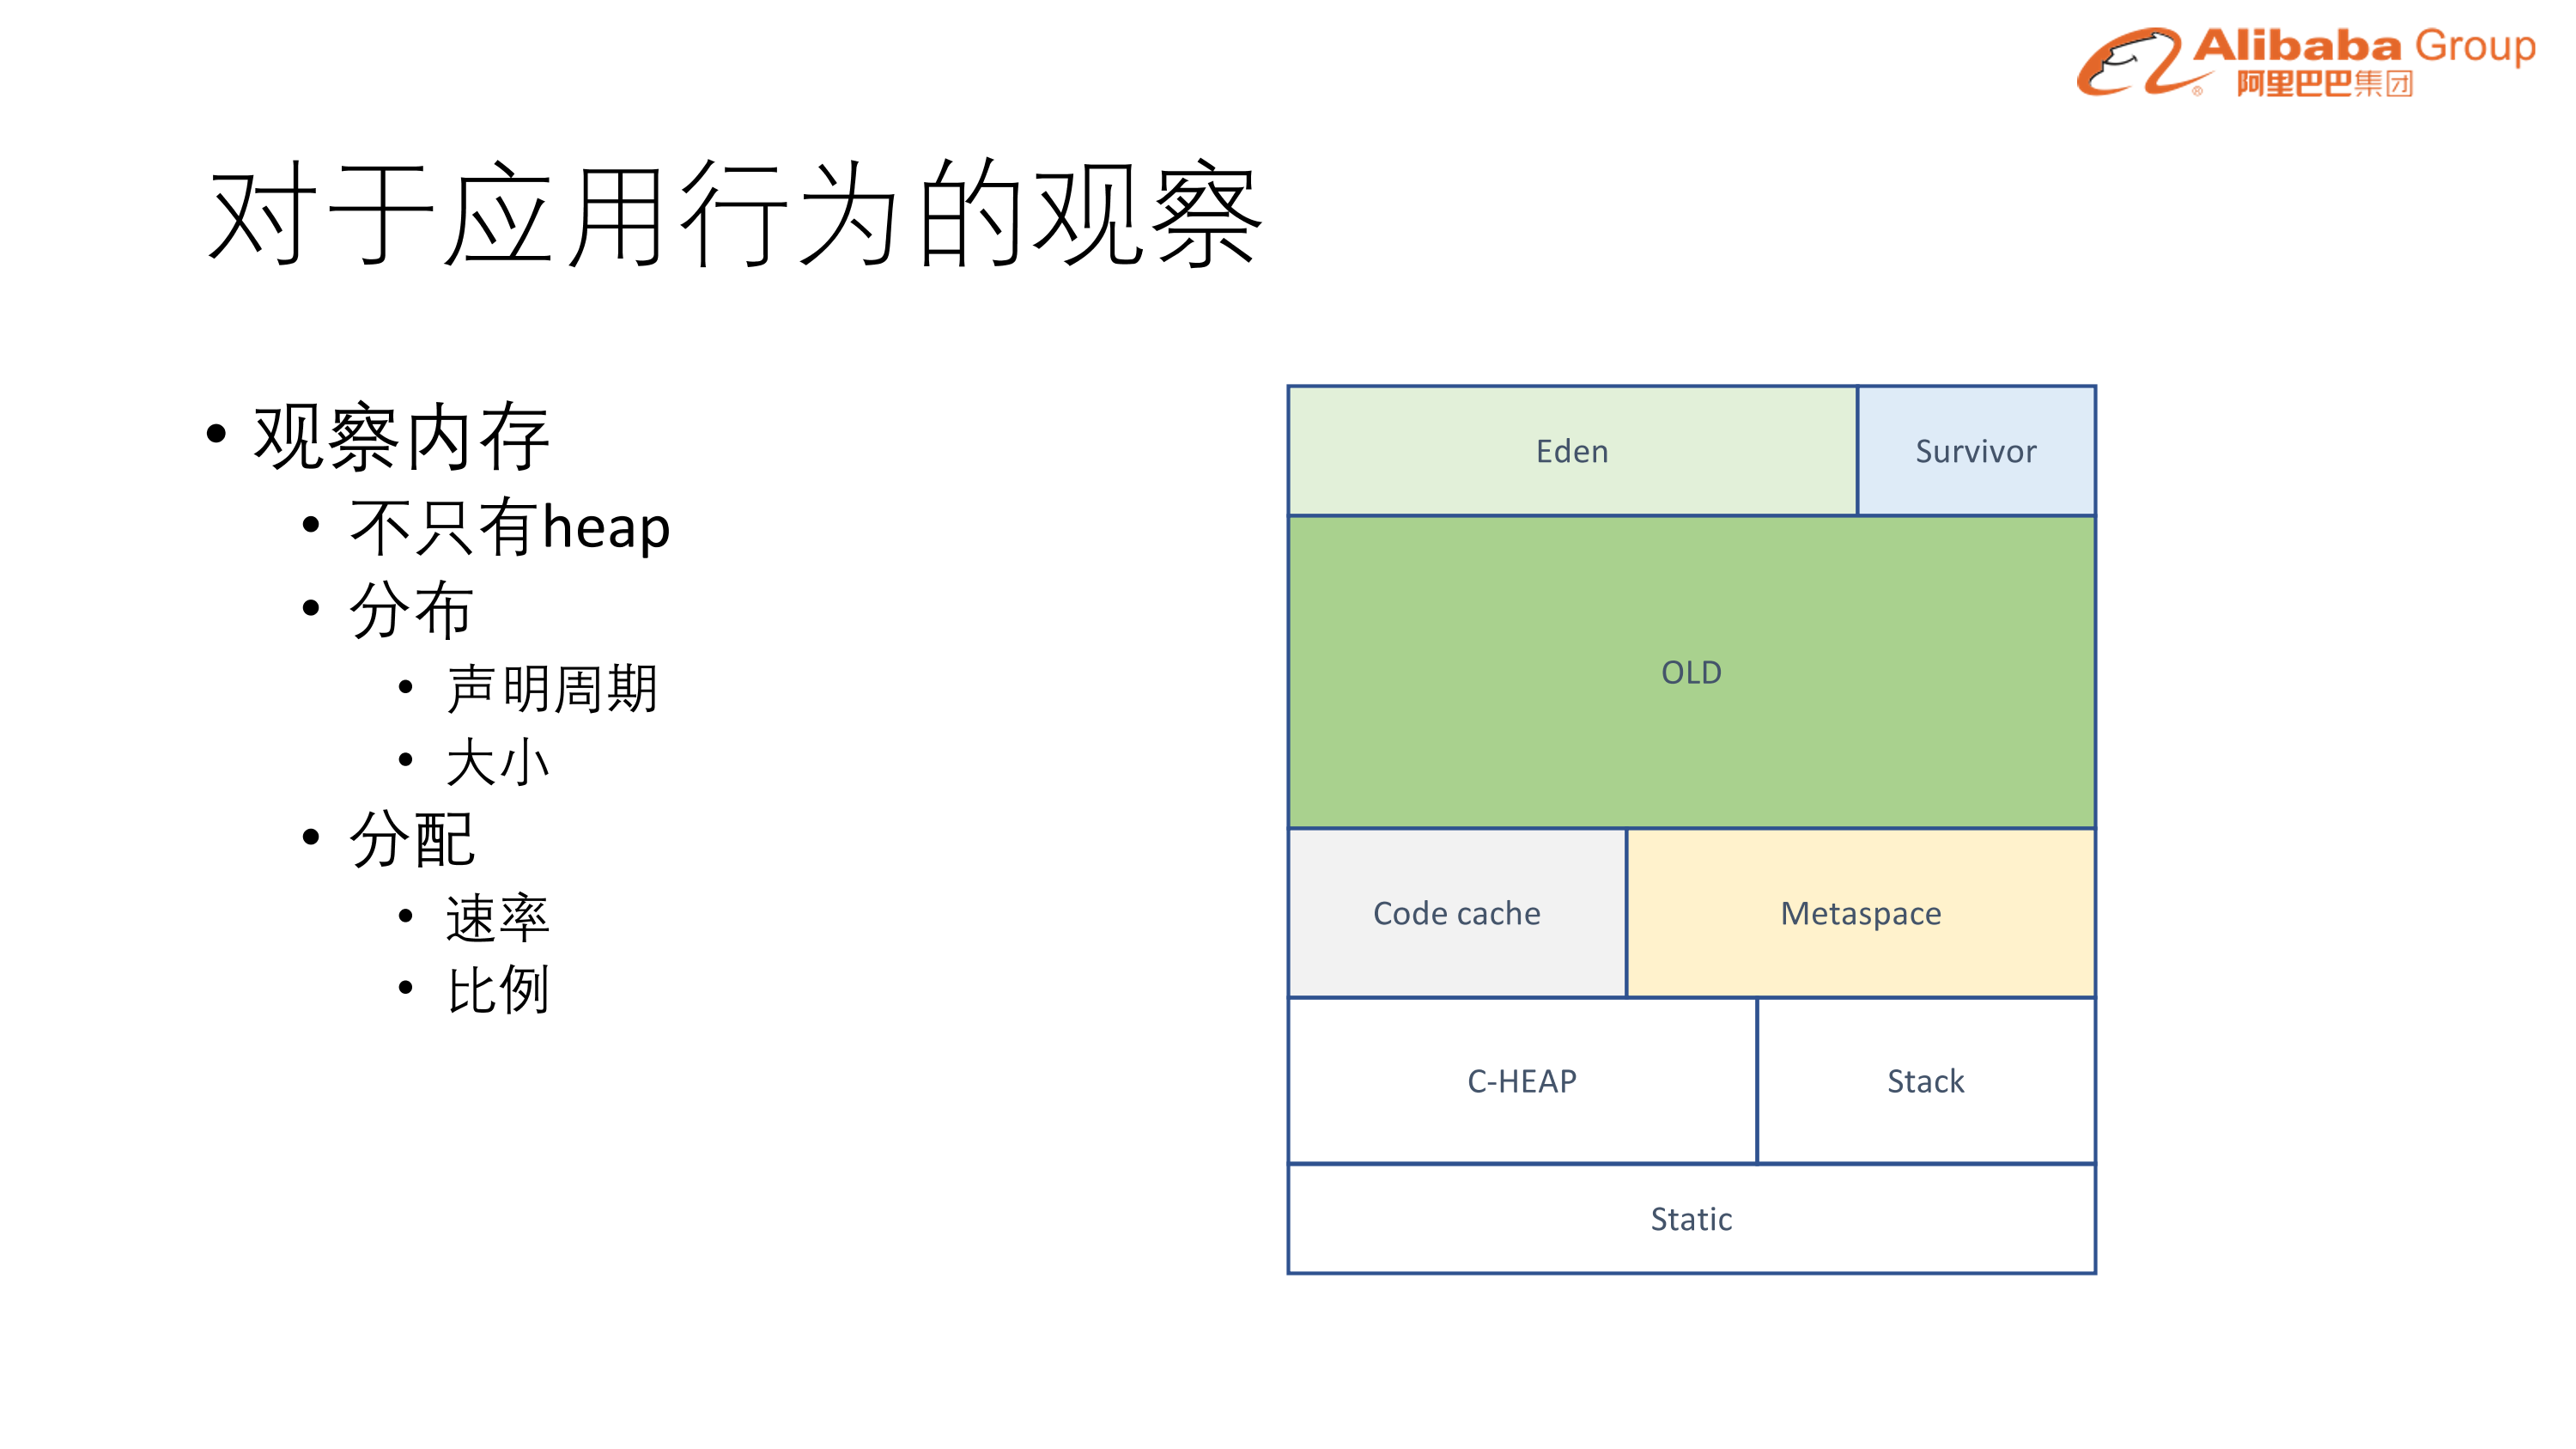 Alibaba Group
阿里巴巴集团
对于应用行为的观察
• 观察内存
• 不只有heap
• 分布
• 声明周期
• 大小
• 分配
• 速率
• 比例
Eden
Survivor
OLD
Code cache
Metaspace
C-HEAP
Stack
Static